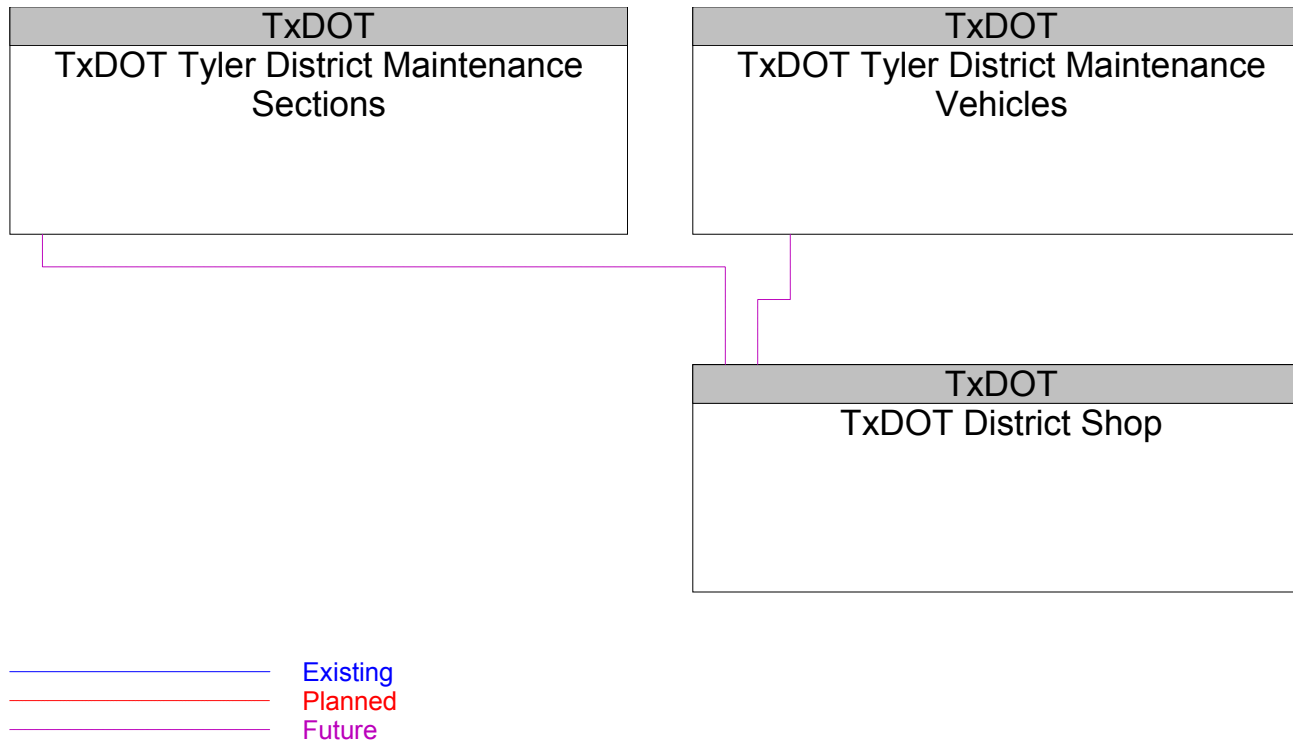 TxDOT
TxDOT Tyler District Maintenance
Sections
TxDOT
TxDOT Tyler District Maintenance
Vehicles
TxDOT
TxDOT District Shop
Existing
Planned
Future